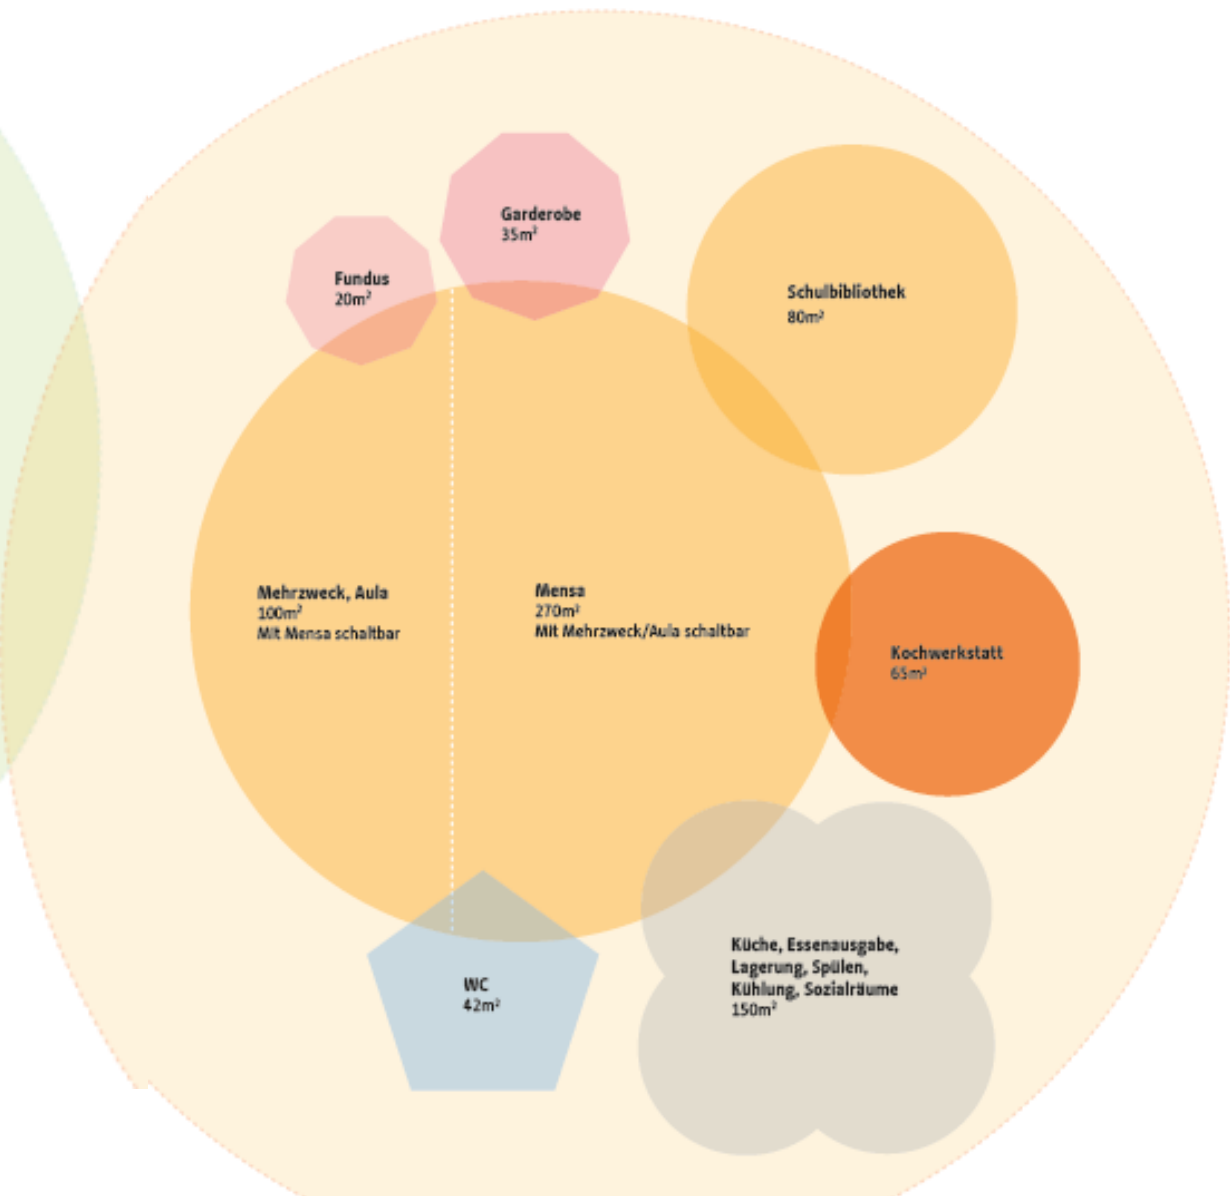 Garderobe
35m²
Fundus
20m²
Schulbibliothek
80m²
Mehrzweck, Aula
100m²
Mit Mensa schaltbar
Mensa
270m²
Mit Mehrzweck/Aula schaltbar
Kochwerkstatt
65m²
Küche, Essenausgabe,
Lagerung, Spülen,
Kühlung, Sozialräume
150m²
WC
42m²